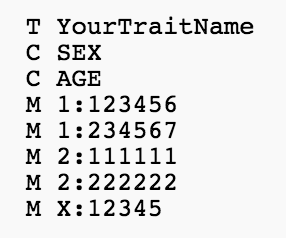 T YourTraitName
C SEX
C AGE
M 1:123456
M 1:234567
M 2:111111
M 2:222222
M X:12345